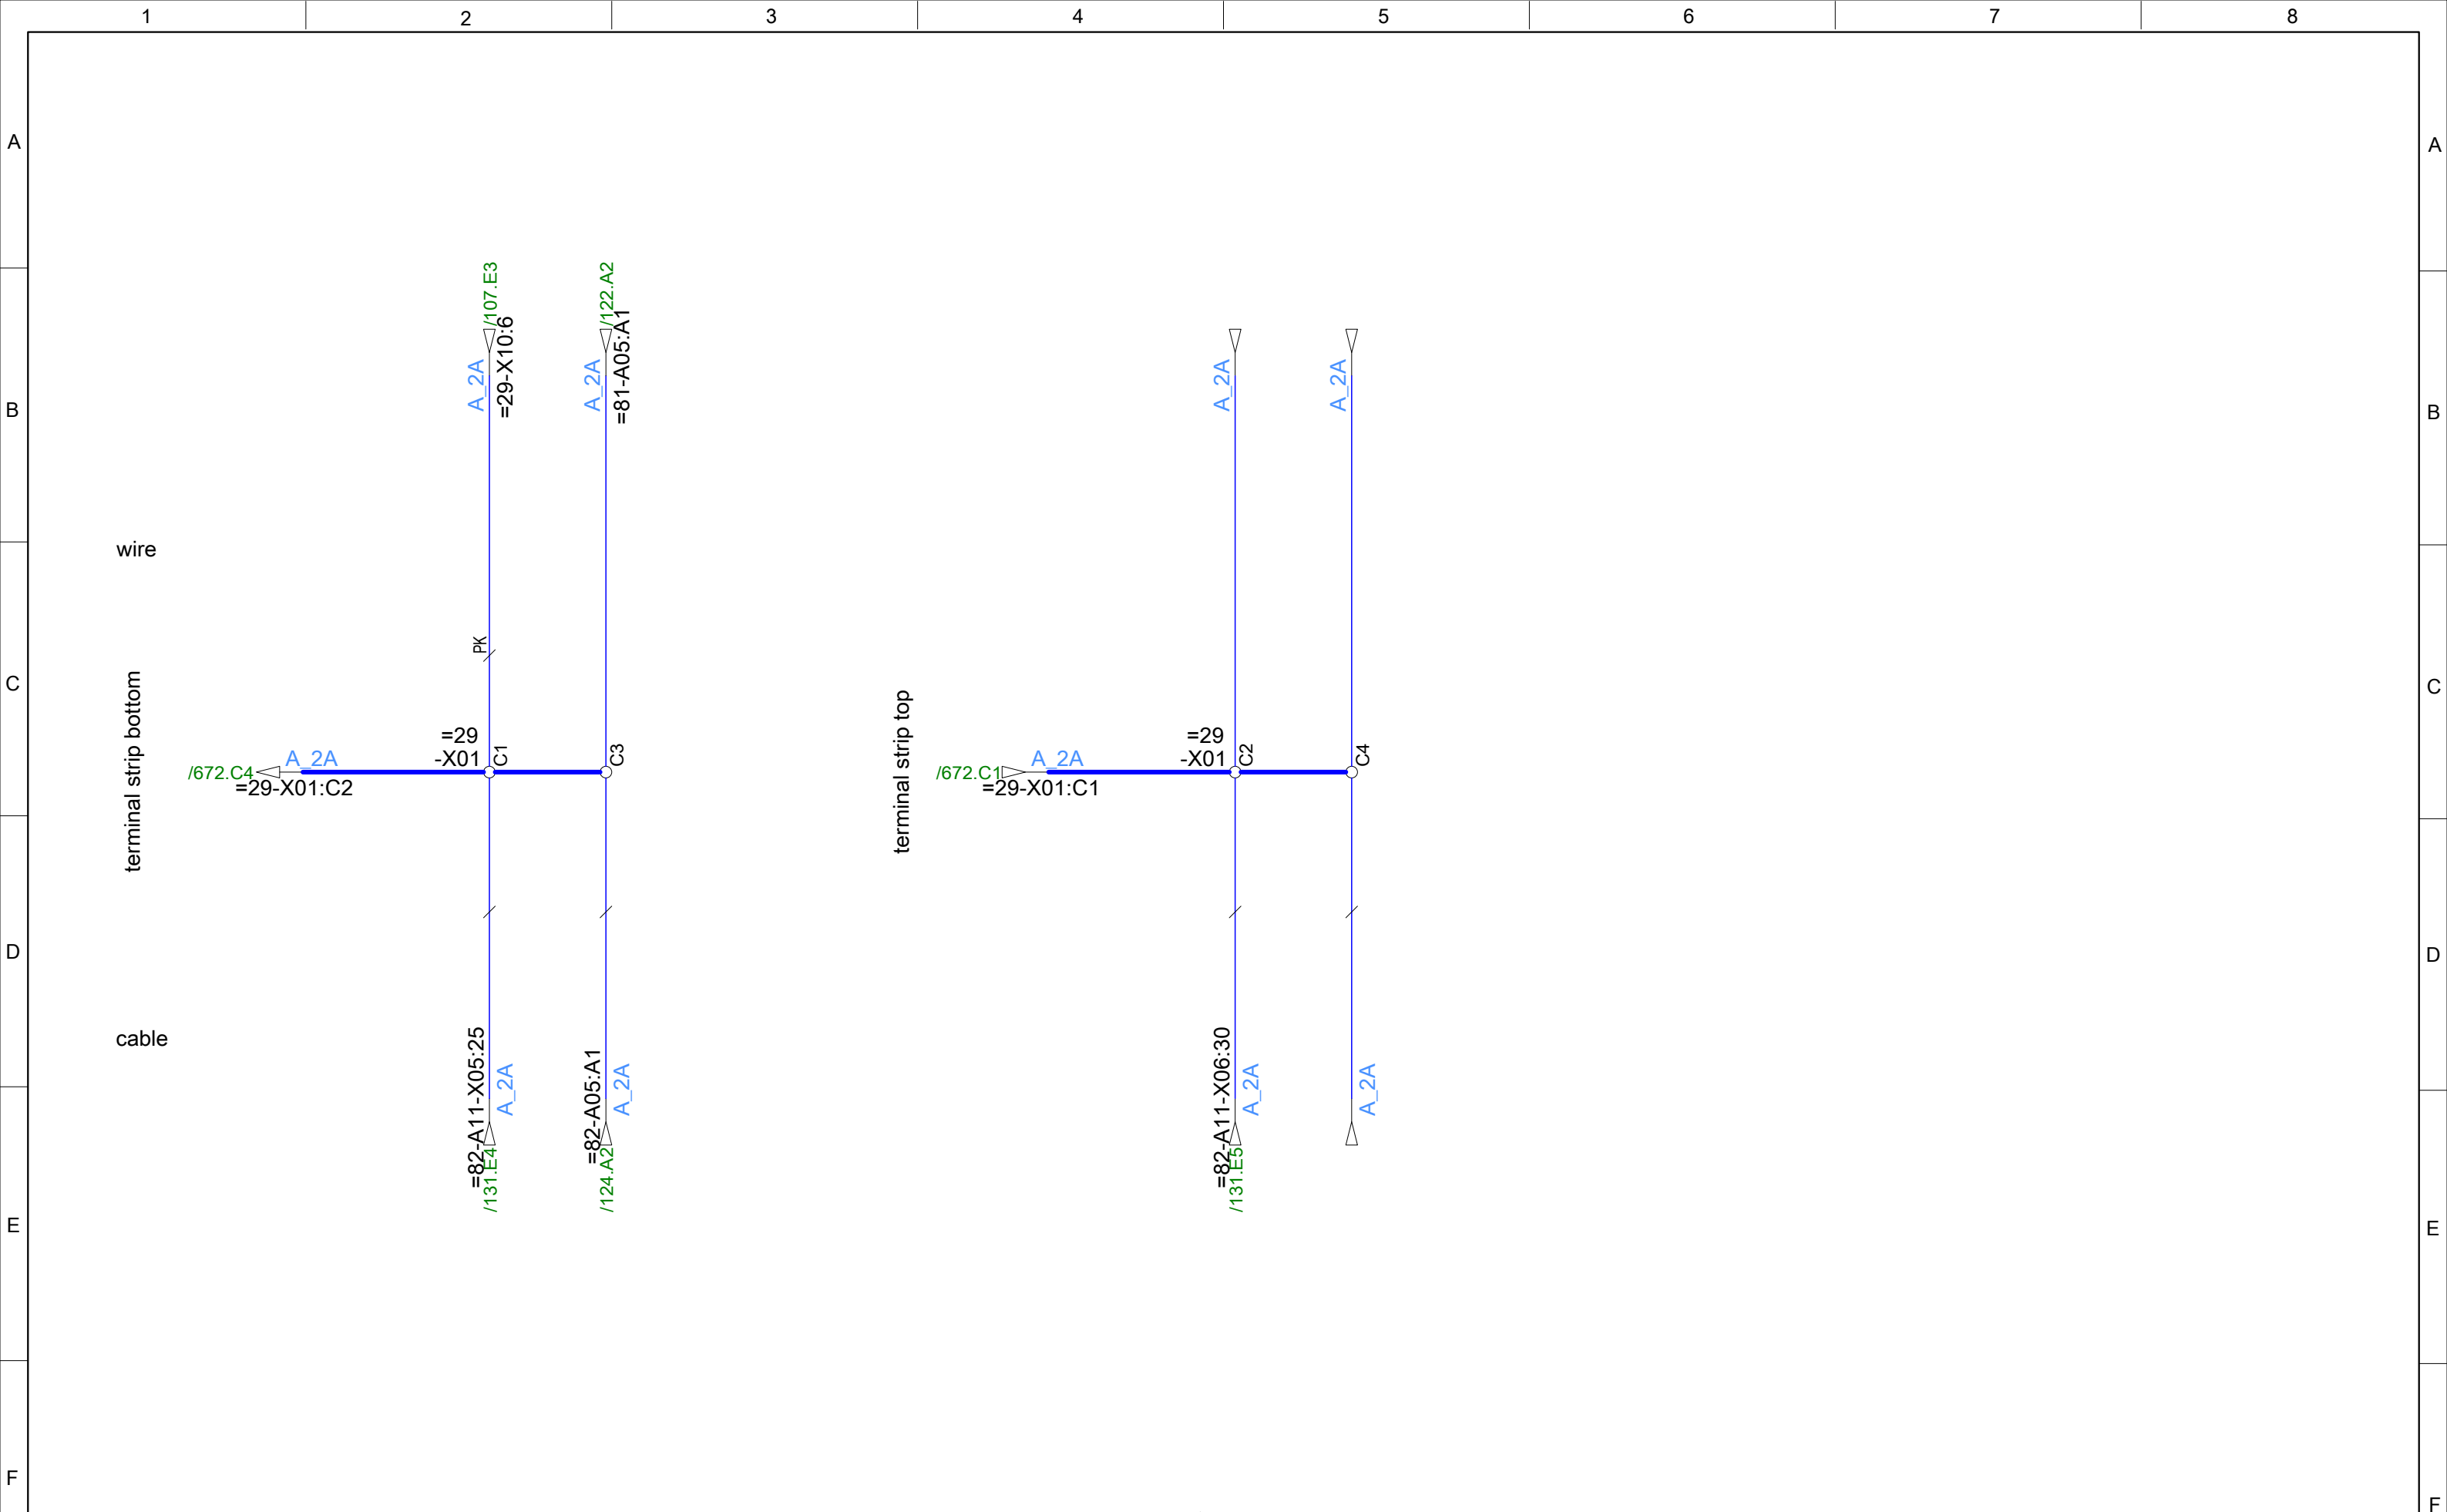 1 2 3 4 5 6 7 8
A A
/107.E3 /122.A2
=29-X10:6 =81-A05:A1
A_2A A_2A A_2A A_2A
B B
wire
PK
C C
terminal strip bottom
terminal strip top
=29 =29
-X01 C1 C3 -X01 C2 C4
A_2A A_2A
/672.C4 /672.C1
=29-X01:C2 =29-X01:C1
D D
cable
=82-A11-X05:25 =82-A05:A1 =82-A11-X06:30
A_2A A_2A A_2A A_2A
/131.E4 /124.A2 /131.E5
E E
F F